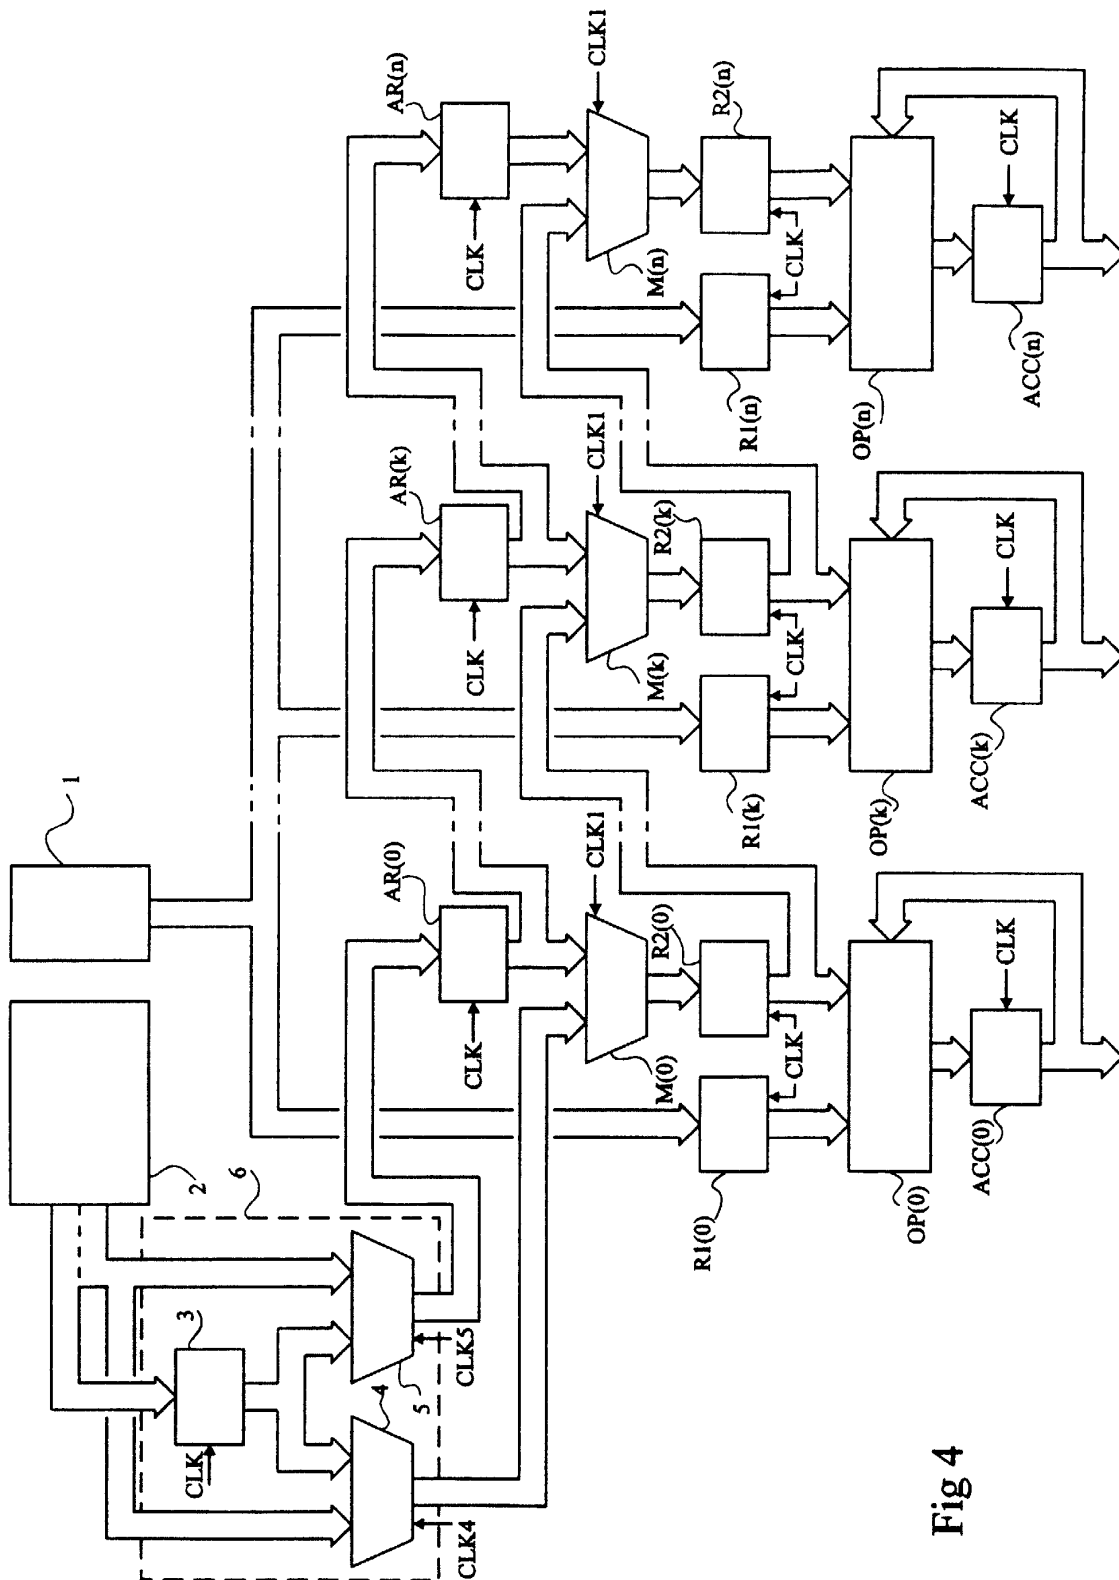 1
2
6
3
CLK
4
5
CLK4
CLK5
AR(0)
CLK
CLK1
M(0)
R1(0)
R2(0)
CLK
OP(0)
CLK
ACC(0)
AR(k)
CLK
CLK1
M(k)
R1(k)
R2(k)
CLK
OP(k)
CLK
ACC(k)
AR(n)
CLK
CLK1
M(n)
R1(n)
R2(n)
CLK
OP(n)
CLK
ACC(n)
Fig 4